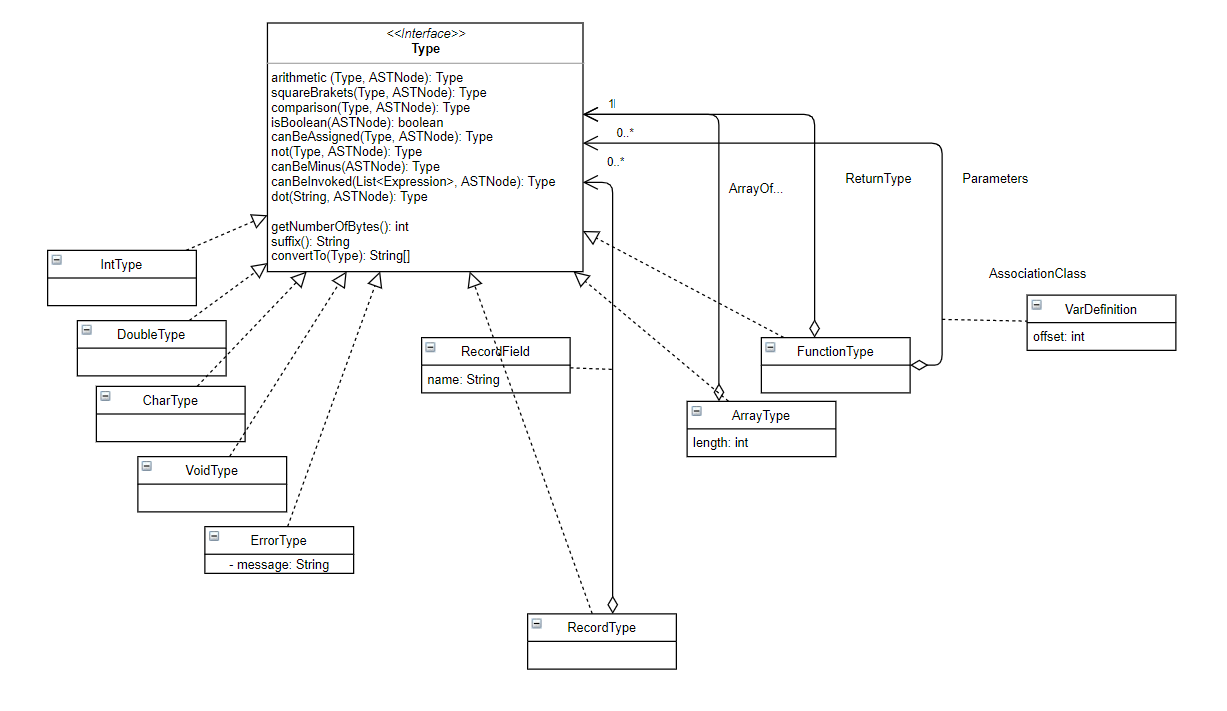 <<Interface>>
Type
arithmetic (Type, ASTNode): Type
squareBrakets(Type, ASTNode): Type
comparison(Type, ASTNode): Type
isBoolean(ASTNode): boolean
canBeAssigned(Type, ASTNode): Type
not(Type, ASTNode): Type
canBeMinus(ASTNode): Type
canBeInvoked(List<Expression>, ASTNode): Type
dot(String, ASTNode): Type
getNumberOfBytes(): int
suffix(): String
convertTo(Type): String[]
1
0..*
0..*
ArrayOf...
ReturnType
Parameters
AssociationClass
IntType
DoubleType
CharType
VoidType
ErrorType
- message: String
RecordField
name: String
RecordType
ArrayType
length: int
FunctionType
VarDefinition
offset: int